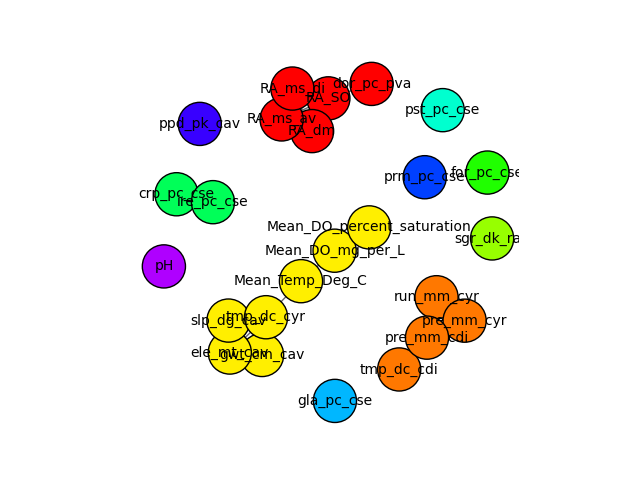 RA_ms_di
dor_pc_pva
RA_SO
pst_pc_cse
RA_ms_av
ppd_pk_cav
RA_dm
for_pc_cse
prm_pc_cse
crp_pc_cse
ire_pc_cse
Mean_DO_percent_saturation
sgr_dk_ra
Mean_DO_mg_per_L
pH
Mean_Temp_Deg_C
run_mm_cyr
tmp_dc_cyr
slp_dg_cav
pre_mm_cyr
pre_mm_cdi
ele_mt_cav
gwt_cm_cav
tmp_dc_cdi
gla_pc_cse